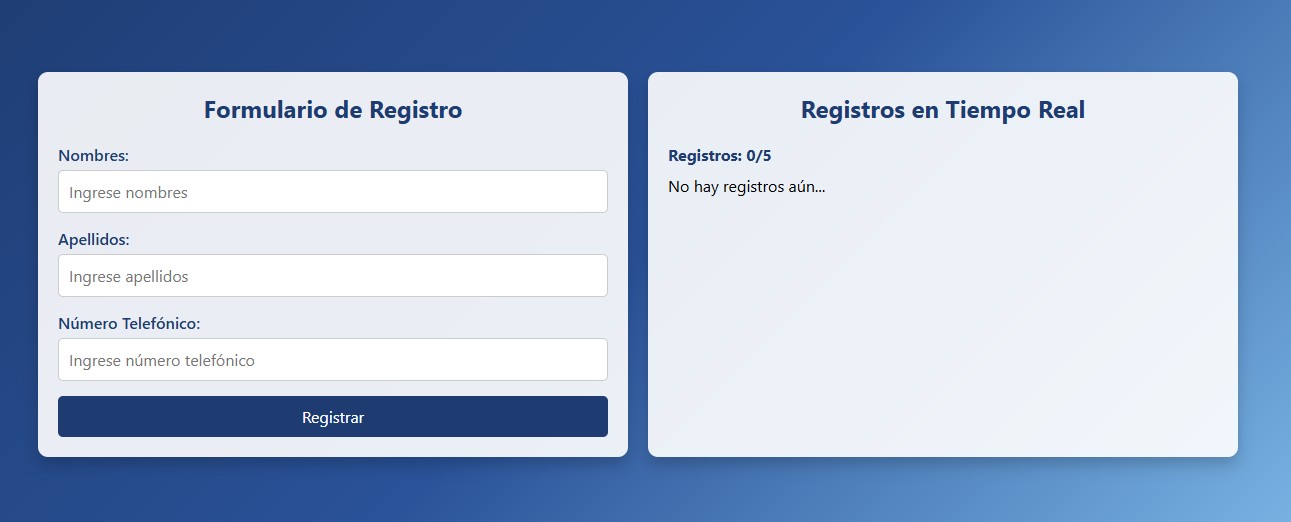 Formulario de Registro
Nombres:
Ingrese nombres
Apellidos:
Ingrese apellidos
Número Telefónico:
Ingrese número telefónico
Registrar
Registros en Tiempo Real
Registros: 0/5
No hay registros aún...